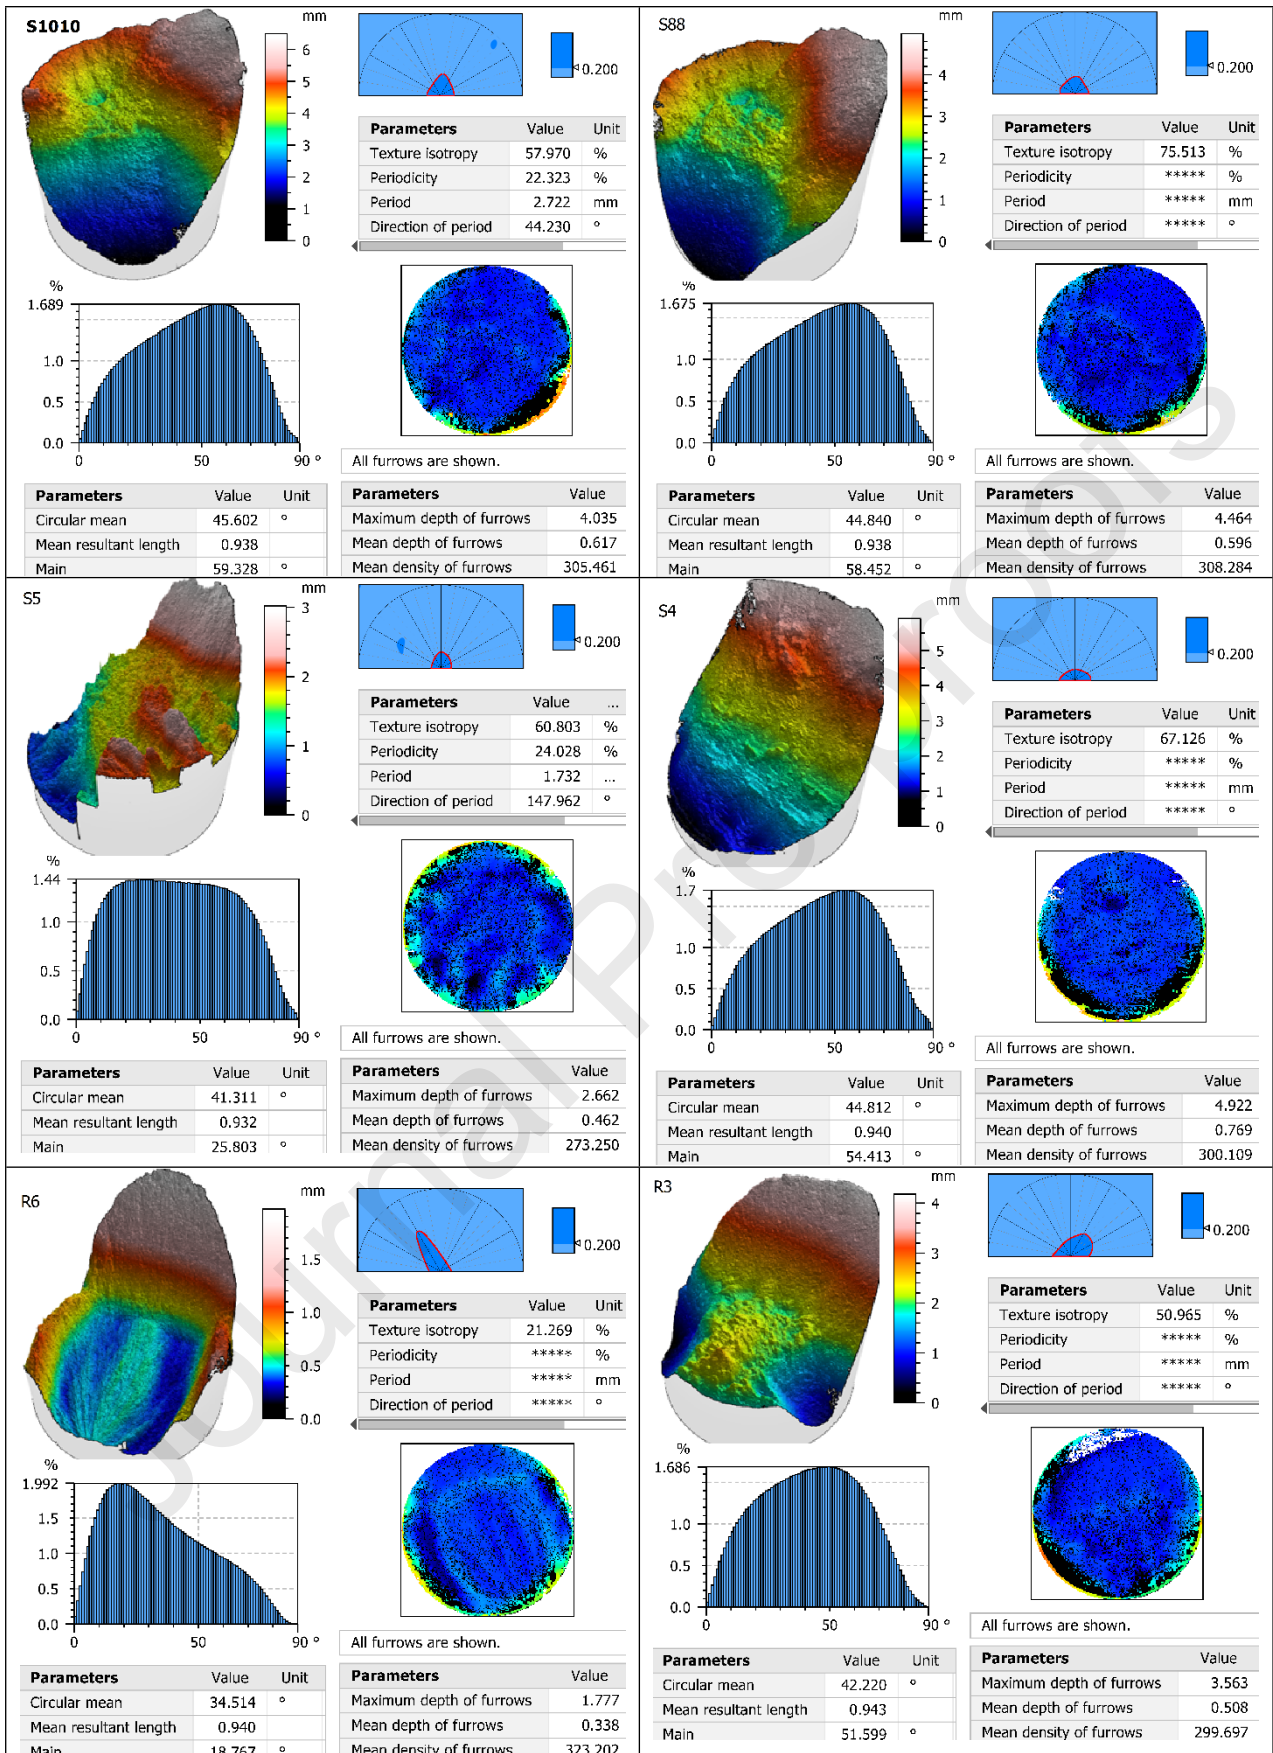 S1010
mm
6
5
4
3
2
1
0
0.200
Parameters Value Unit
Texture isotropy 57.970 %
Periodicity 22.323 %
Period 2.722 mm
Direction of period 44.230 º
%
1.689
1.0
0.5
0.0
0 50 90 º
All furrows are shown.
Parameters Value Unit
Circular mean 45.602 º
Mean resultant length 0.938
Main 59.328 º
Parameters Value
Maximum depth of furrows 4.035
Mean depth of furrows 0.617
Mean density of furrows 305.461
S88
mm
4
3
2
1
0
0.200
Parameters Value Unit
Texture isotropy 75.513 %
Periodicity ***** %
Period ***** mm
Direction of period ***** º
%
1.675
1.0
0.5
0.0
0 50 90 º
All furrows are shown.
Parameters Value Unit
Circular mean 44.840 º
Mean resultant length 0.938
Main 58.452 º
Parameters Value
Maximum depth of furrows 4.464
Mean depth of furrows 0.596
Mean density of furrows 308.284
S5
mm
3
2
1
0
0.200
Parameters Value ...
Texture isotropy 60.803 %
Periodicity 24.028 %
Period 1.732 ...
Direction of period 147.962 º
%
1.44
1.0
0.5
0.0
0 50 90 º
All furrows are shown.
Parameters Value Unit
Circular mean 41.311 º
Mean resultant length 0.932
Main 25.803 º
Parameters Value
Maximum depth of furrows 2.662
Mean depth of furrows 0.462
Mean density of furrows 273.250
S4
mm
5
4
3
2
1
0
0.200
Parameters Value Unit
Texture isotropy 67.126 %
Periodicity ***** %
Period ***** mm
Direction of period ***** º
%
1.7
1.0
0.5
0.0
0 50 90 º
All furrows are shown.
Parameters Value Unit
Circular mean 44.812 º
Mean resultant length 0.940
Main 54.413 º
Parameters Value
Maximum depth of furrows 4.922
Mean depth of furrows 0.769
Mean density of furrows 300.109
R6
mm
1.5
1.0
0.5
0.0
0.200
Parameters Value Unit
Texture isotropy 21.269 %
Periodicity ***** %
Period ***** mm
Direction of period ***** º
%
1.992
1.5
1.0
0.5
0.0
0 50 90 º
All furrows are shown.
Parameters Value Unit
Circular mean 34.514 º
Mean resultant length 0.940
Main 18.767 º
Parameters Value
Maximum depth of furrows 1.777
Mean depth of furrows 0.338
Mean density of furrows 323.202
R3
mm
4
3
2
1
0
0.200
Parameters Value Unit
Texture isotropy 50.965 %
Periodicity ***** %
Period ***** mm
Direction of period ***** º
%
1.686
1.0
0.5
0.0
0 50 90 º
All furrows are shown.
Parameters Value Unit
Circular mean 42.220 º
Mean resultant length 0.943
Main 51.599 º
Parameters Value
Maximum depth of furrows 3.563
Mean depth of furrows 0.508
Mean density of furrows 299.697
Journal Pre-proofs